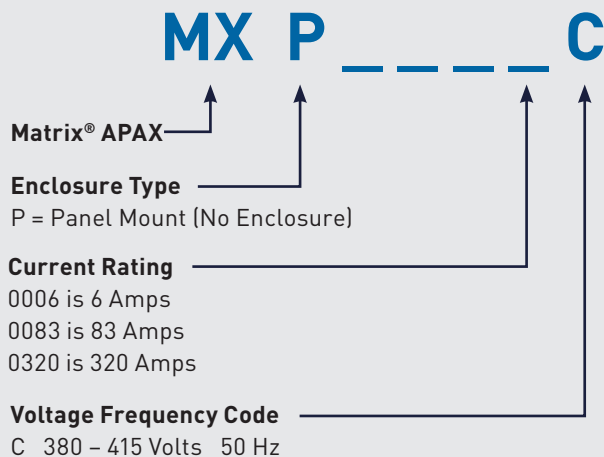 MX P _ _ _ _ C
Matrix® APAX
Enclosure Type
P = Panel Mount (No Enclosure)
Current Rating
0006 is 6 Amps
0083 is 83 Amps
0320 is 320 Amps
Voltage Frequency Code
C 380 – 415 Volts 50 Hz